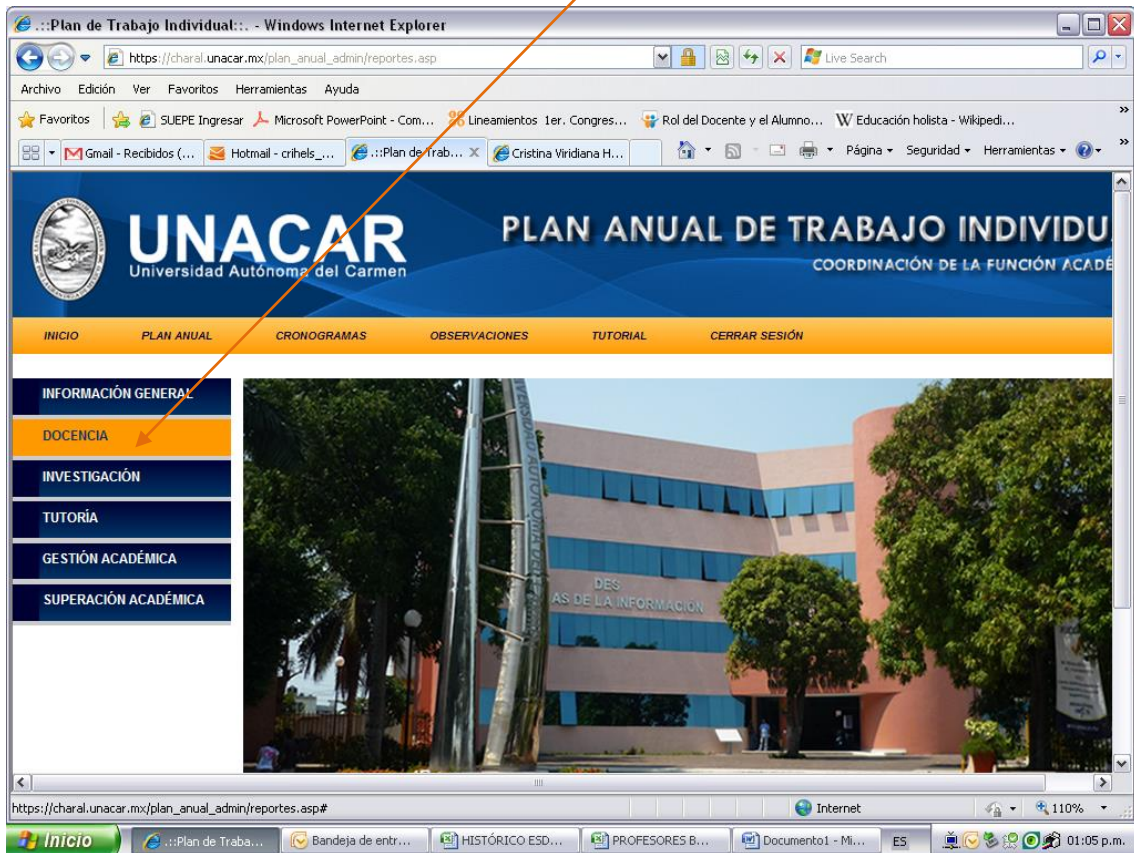 .::Plan de Trabajo Individual::. - Windows Internet Explorer
https://charal.unacar.mx/plan_anual_admin/reportes.asp
Live Search
Archivo Edición Ver Favoritos Herramientas Ayuda
Favoritos SUEPE Ingresar Microsoft PowerPoint - Com... Lineamientos 1er. Congres... Rol del Docente y el Alumno... W Educación holista - Wikipedi... »
Gmail - Recibidos (... Hotmail - crihels_... .::Plan de Trab... X Cristina Viridiana H... Página Seguridad Herramientas »
UNACAR
Universidad Autónoma del Carmen
PLAN ANUAL DE TRABAJO INDIVIDU
COORDINACIÓN DE LA FUNCIÓN ACADÉ
INICIO PLAN ANUAL CRONOGRAMAS OBSERVACIONES TUTORIAL CERRAR SESIÓN
INFORMACIÓN GENERAL
DOCENCIA
INVESTIGACIÓN
TUTORÍA
GESTIÓN ACADÉMICA
SUPERACIÓN ACADÉMICA
DES
AS DE LA INFORMACIÓN
https://charal.unacar.mx/plan_anual_admin/reportes.asp#
Internet
110%
Inicio .::Plan de Traba... Bandeja de entr... HISTÓRICO ESD... PROFESORES B... Documento1 - Mi... ES 01:05 p.m.